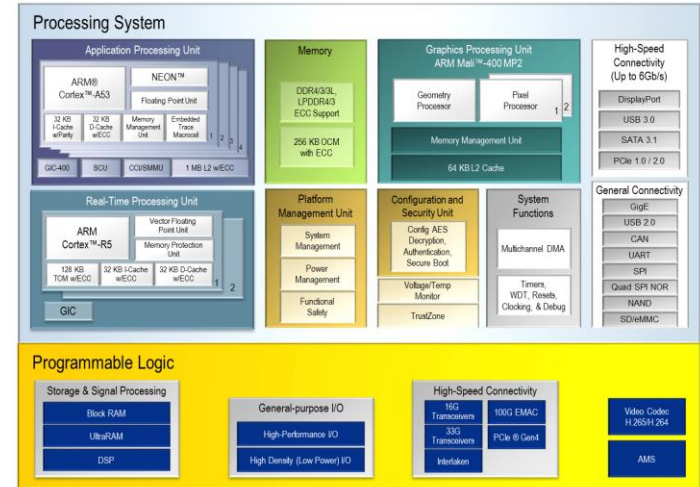 Processing System
Application Processing Unit
ARM®
Cortex™-A53
NEON™
Floating Point Unit
32 KB
I-Cache
w/Parity
32 KB
D-Cache
w/ECC
Memory
Management
Unit
Embedded
Trace
Macrocell
1
2
3
4
GIC-400
SCU
CCI/SMMU
1 MB L2 w/ECC
Memory
DDR4/3/3L,
LPDDR4/3
ECC Support
256 KB OCM
with ECC
Graphics Processing Unit
ARM Mali™-400 MP2
Geometry
Processor
Pixel
Processor
1
2
Memory Management Unit
64 KB L2 Cache
High-Speed
Connectivity
(Up to 6Gb/s)
DisplayPort
USB 3.0
SATA 3.1
PCIe 1.0 / 2.0
Real-Time Processing Unit
ARM
Cortex™-R5
Vector Floating
Point Unit
Memory Protection
Unit
128 KB
TCM w/ECC
32 KB I-Cache
w/ECC
32 KB D-Cache
w/ECC
1
2
GIC
Platform
Management Unit
System
Management
Power
Management
Functional
Safety
Configuration and
Security Unit
Config AES
Decryption,
Authentication,
Secure Boot
Voltage/Temp
Monitor
TrustZone
System
Functions
Multichannel DMA
Timers,
WDT, Resets,
Clocking, & Debug
General Connectivity
GigE
USB 2.0
CAN
UART
SPI
Quad SPI NOR
NAND
SD/eMMC
Programmable Logic
Storage & Signal Processing
Block RAM
UltraRAM
DSP
General-purpose I/O
High-Performance I/O
High Density (Low Power) I/O
High-Speed Connectivity
16G
Transceivers
33G
Transceivers
Interlaken
100G EMAC
PCIe ® Gen4
Video Codec
H.265/H.264
AMS